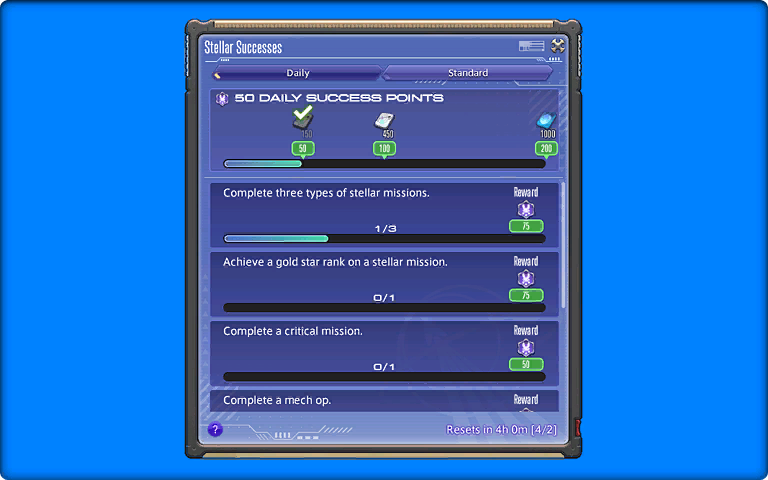 Stellar Successes
Daily
Standard
50 DAILY SUCCESS POINTS
150
450
1000
50
100
200
Complete three types of stellar missions.
Reward
1/3
75
Achieve a gold star rank on a stellar mission.
Reward
0/1
75
Complete a critical mission.
Reward
0/1
50
Complete a mech op.
Reward
?
Resets in 4h 0m [4/2]